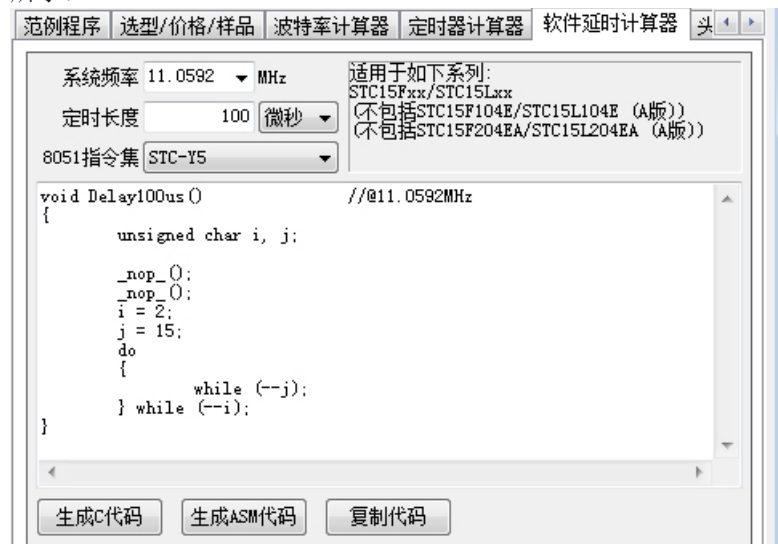 范例程序 选型/价格/样品 波特率计算器 定时器计算器 软件延时计算器 头
系统频率 11.0592 MHz
定时长度 100 微秒
8051指令集 STC-Y5
适用于如下系列:
STC15Fxx/STC15Lxx
(不包括STC15F104E/STC15L104E (A版))
(不包括STC15F204EA/STC15L204EA (A版))
void Delay100us() //@11.0592MHz
{
unsigned char i, j;
_nop_();
_nop_();
i = 2;
j = 15;
do
{
while (--j);
} while (--i);
}
生成C代码 生成ASM代码 复制代码